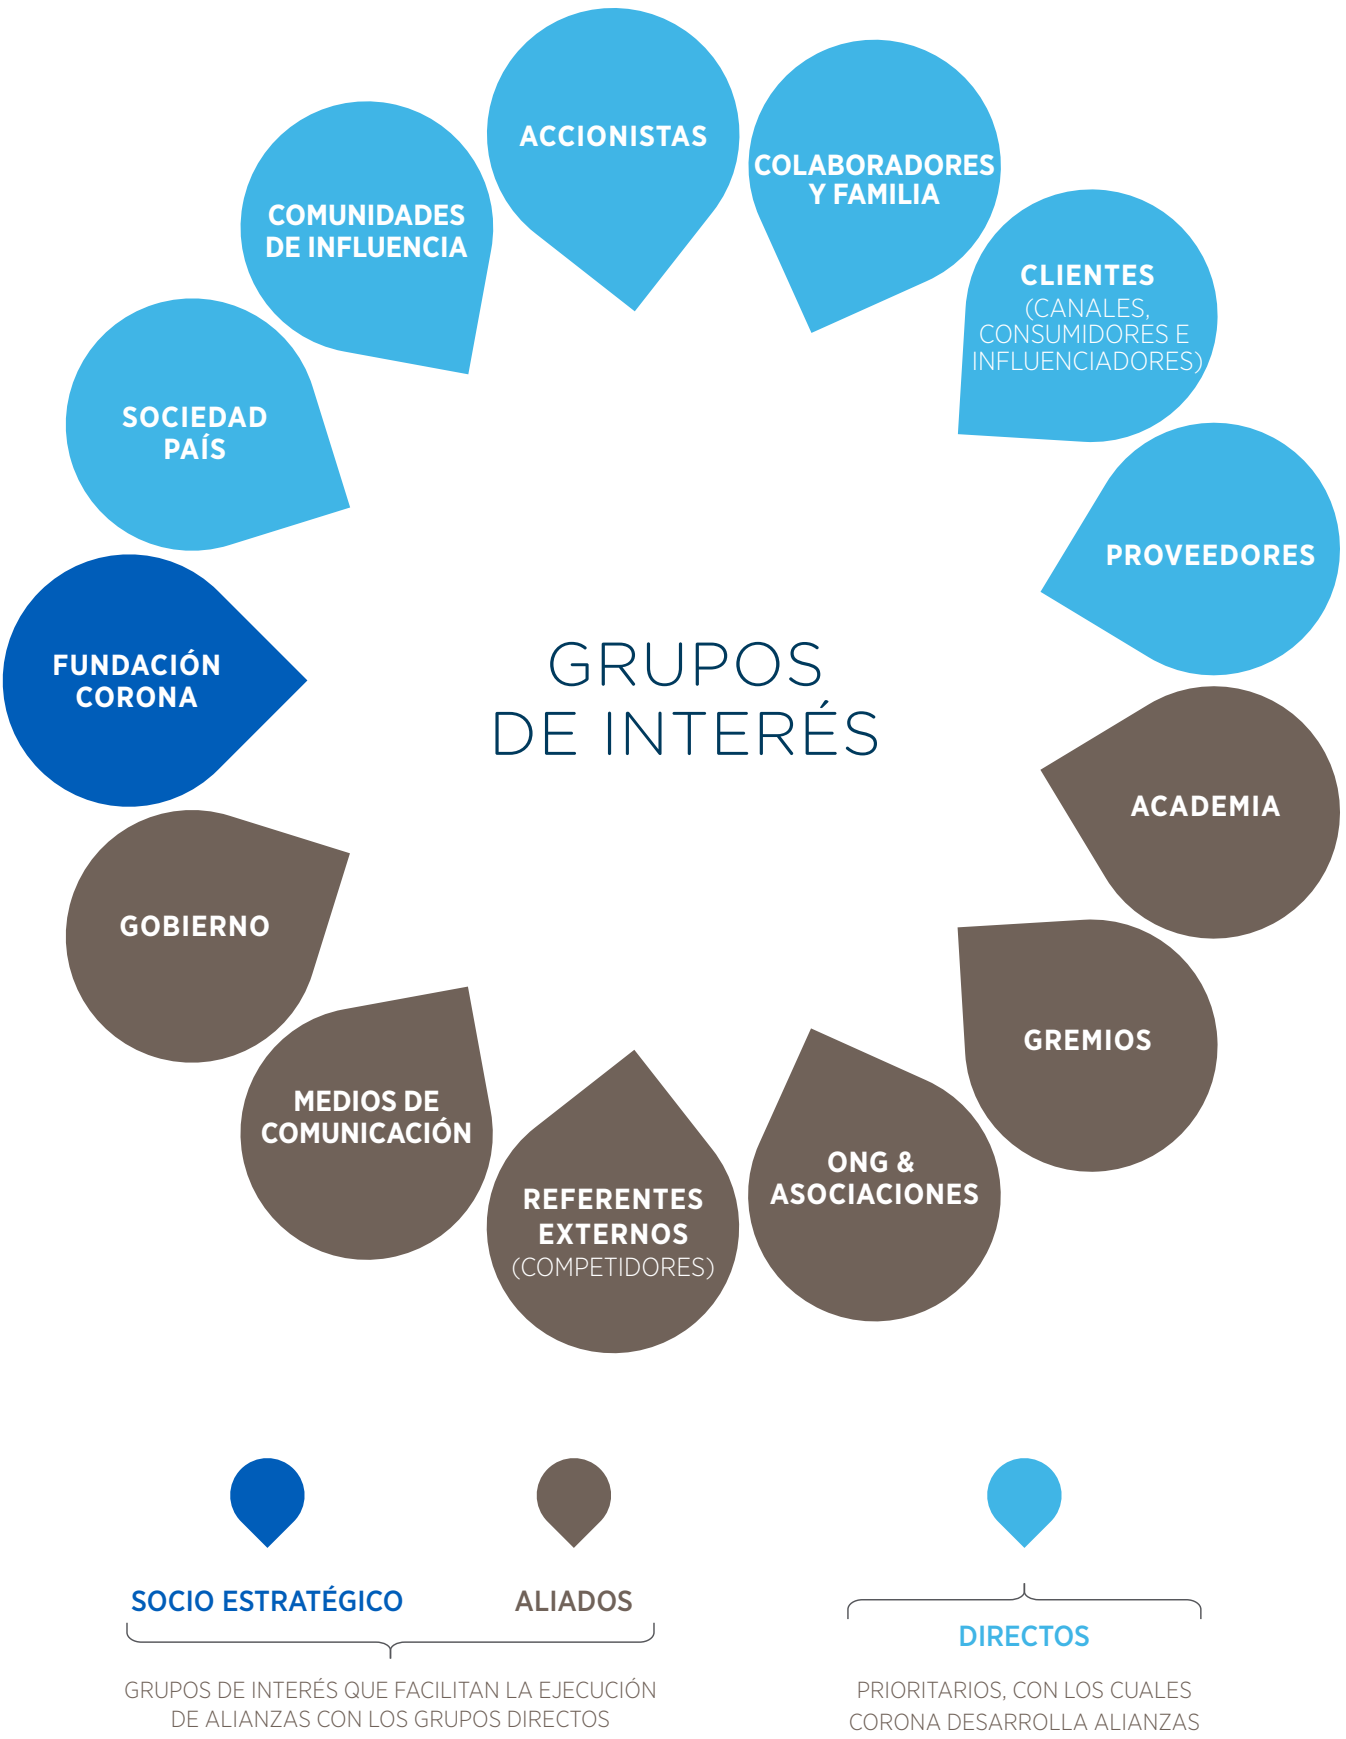 ACCIONISTAS
COLABORADORES
Y FAMILIA
COMUNIDADES
DE INFLUENCIA
CLIENTES
(CANALES,
CONSUMIDORES E
INFLUENCIADORES)
SOCIEDAD
PAÍS
PROVEEDORES
FUNDACIÓN
CORONA
GRUPOS
DE INTERÉS
ACADEMIA
GOBIERNO
GREMIOS
MEDIOS DE
COMUNICACIÓN
ONG &
ASOCIACIONES
REFERENTES
EXTERNOS
(COMPETIDORES)
SOCIO ESTRATÉGICO
ALIADOS
GRUPOS DE INTERÉS QUE FACILITAN LA EJECUCIÓN
DE ALIANZAS CON LOS GRUPOS DIRECTOS
DIRECTOS
PRIORITARIOS, CON LOS CUALES
CORONA DESARROLLA ALIANZAS